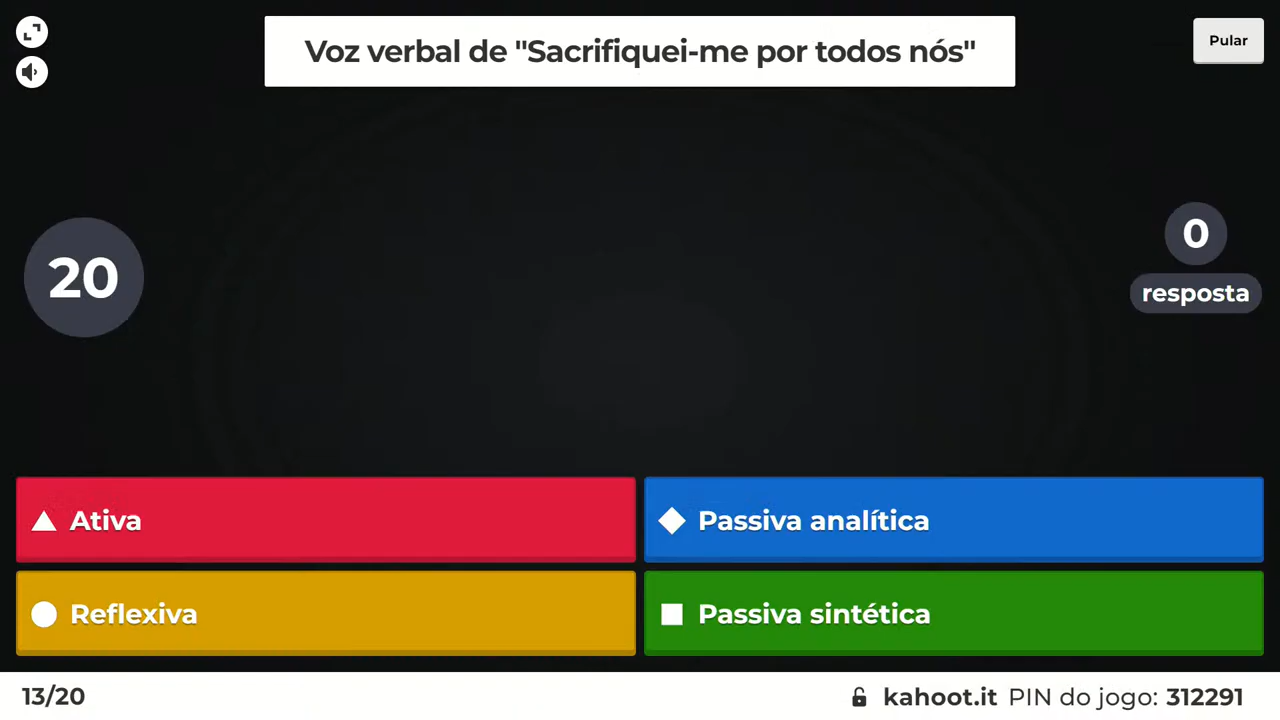 Voz verbal de "Sacrifiquei-me por todos nós"
Pular
20
0
resposta
Ativa
Passiva analítica
Reflexiva
Passiva sintética
13/20
kahoot.it PIN do jogo: 312291